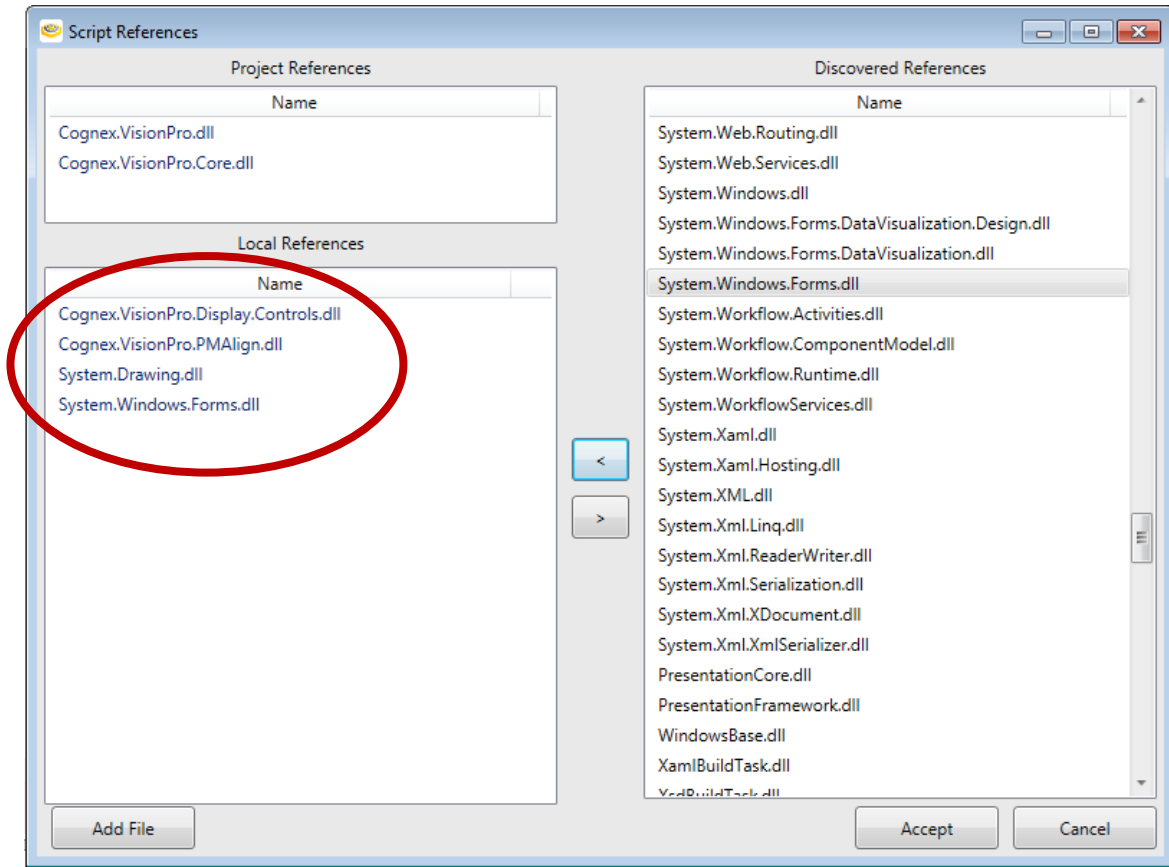 Script References
Project References
Name
Cognex.VisionPro.dll
Cognex.VisionPro.Core.dll
Local References
Name
Cognex.VisionPro.Display.Controls.dll
Cognex.VisionPro.PMAlign.dll
System.Drawing.dll
System.Windows.Forms.dll
Add File
<
>
Discovered References
Name
System.Web.Routing.dll
System.Web.Services.dll
System.Windows.dll
System.Windows.Forms.DataVisualization.Design.dll
System.Windows.Forms.DataVisualization.dll
System.Windows.Forms.dll
System.Workflow.Activities.dll
System.Workflow.ComponentModel.dll
System.Workflow.Runtime.dll
System.WorkflowServices.dll
System.Xaml.dll
System.Xaml.Hosting.dll
System.XML.dll
System.Xml.Linq.dll
System.Xml.ReaderWriter.dll
System.Xml.Serialization.dll
System.Xml.XDocument.dll
System.Xml.XmlSerializer.dll
PresentationCore.dll
PresentationFramework.dll
WindowsBase.dll
XamlBuildTask.dll
XsdBuildTask.dll
Accept
Cancel